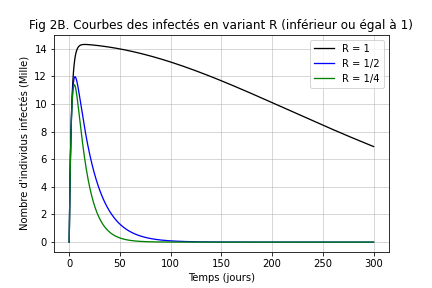 Fig 2B. Courbes des infectés en variant R (inférieur ou égal à 1)
R = 1
R = 1/2
R = 1/4
Nombre d'individus infectés (Mille)
14
12
10
8
6
4
2
0
0 50 100 150 200 250 300
Temps (jours)